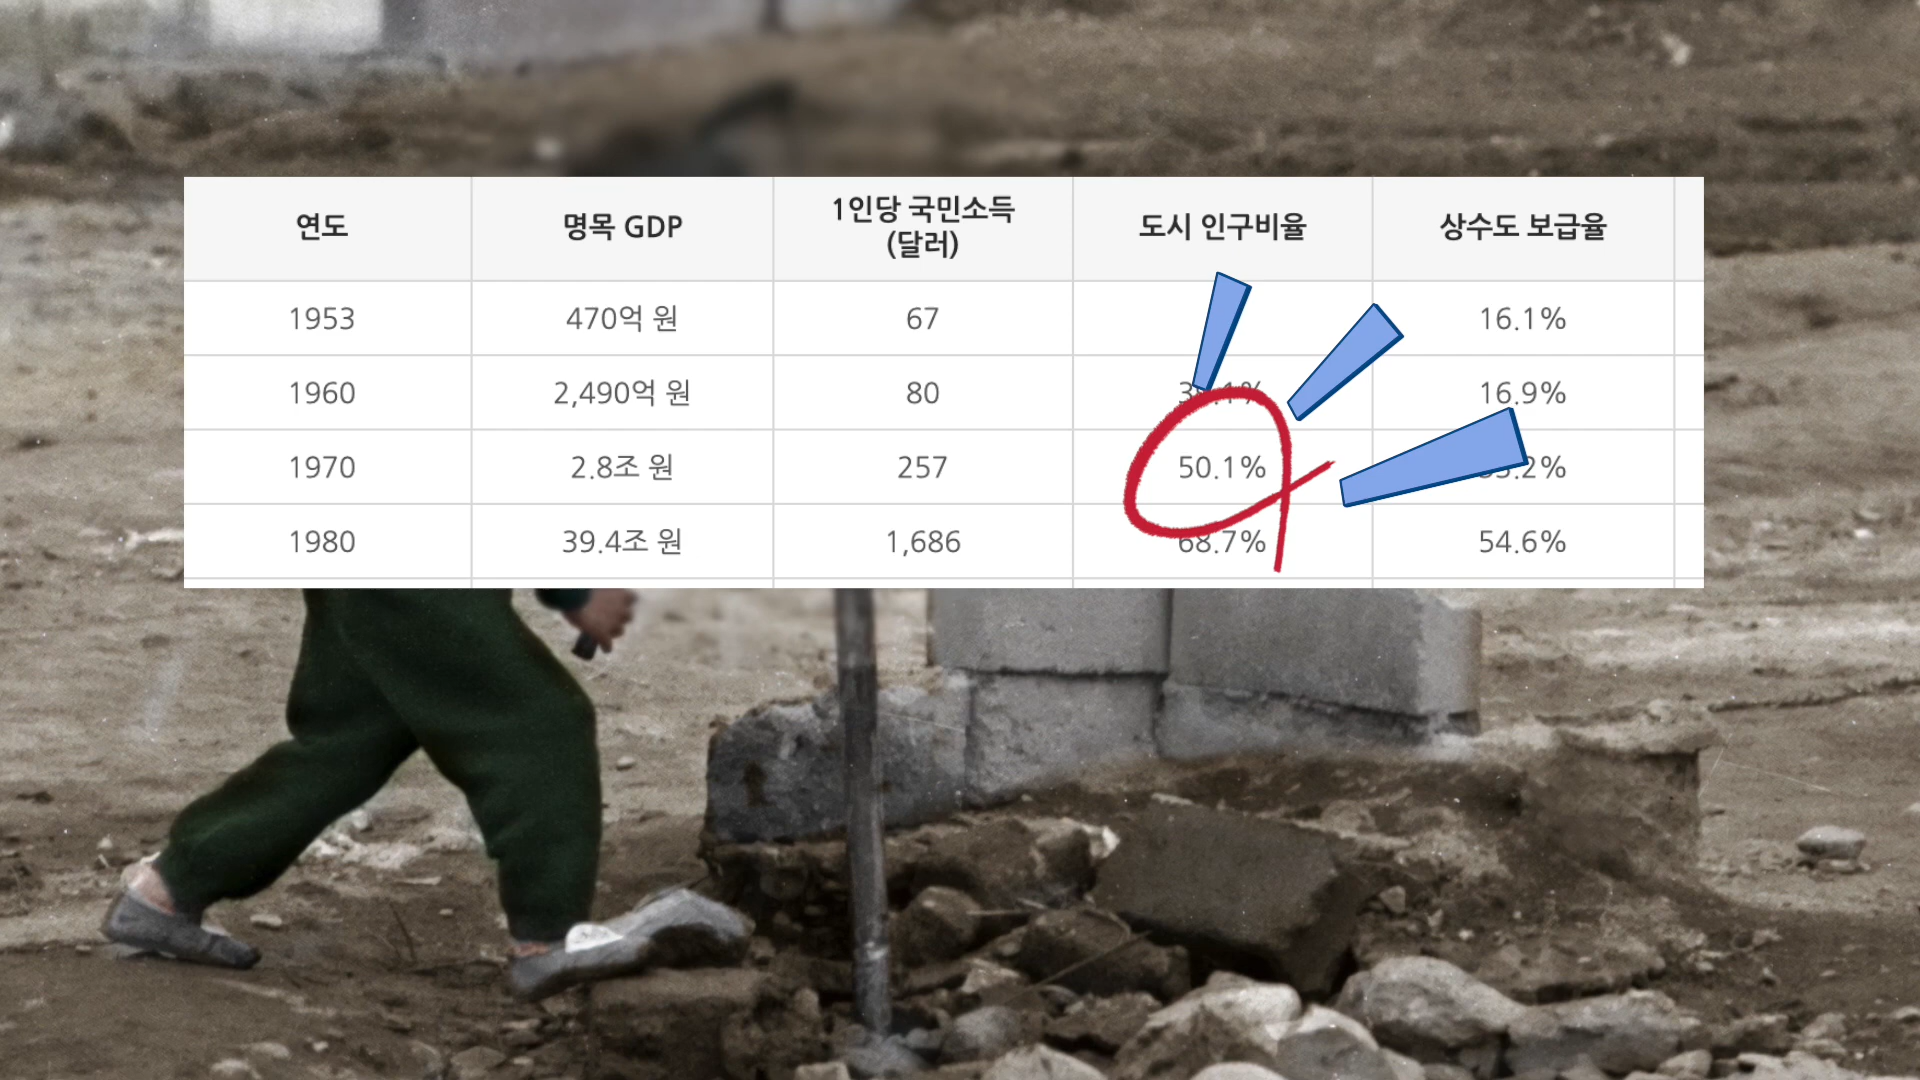 연도 명목 GDP 1인당 국민소득 (달러) 도시 인구비율 상수도 보급율
1953 470억 원 67 16.1%
1960 2,490억 원 80 16.9%
1970 2.8조 원 257 50.1%
1980 39.4조 원 1,686 68.7% 54.6%